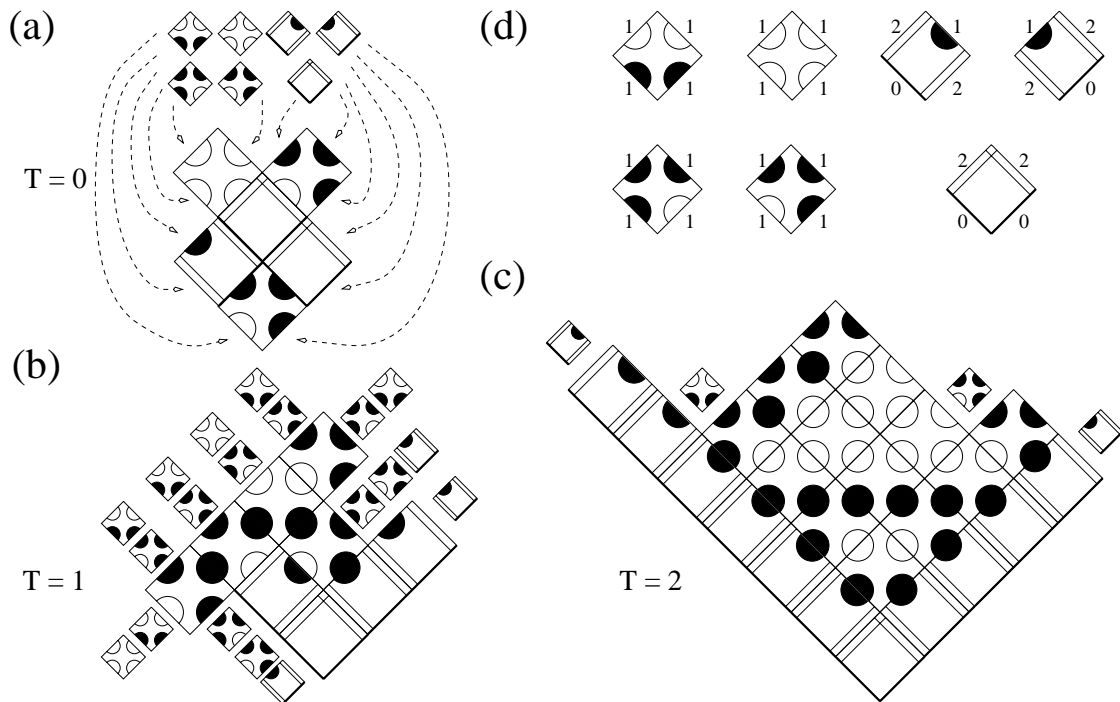 (a)
T = 0
(b)
T = 1
(d)
1 1 1 1 2 1 1 2
1 1 1 1 0 2 2 0
1 1 1 1 2 2
1 1 1 1 0 0
(c)
T = 2